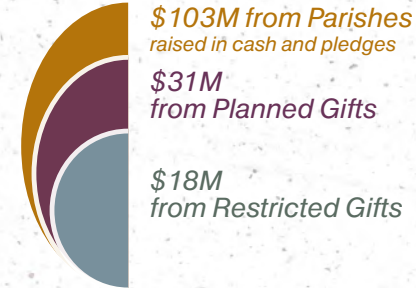 $103M from Parishes
raised in cash and pledges
$31M
from Planned Gifts
$18M
from Restricted Gifts